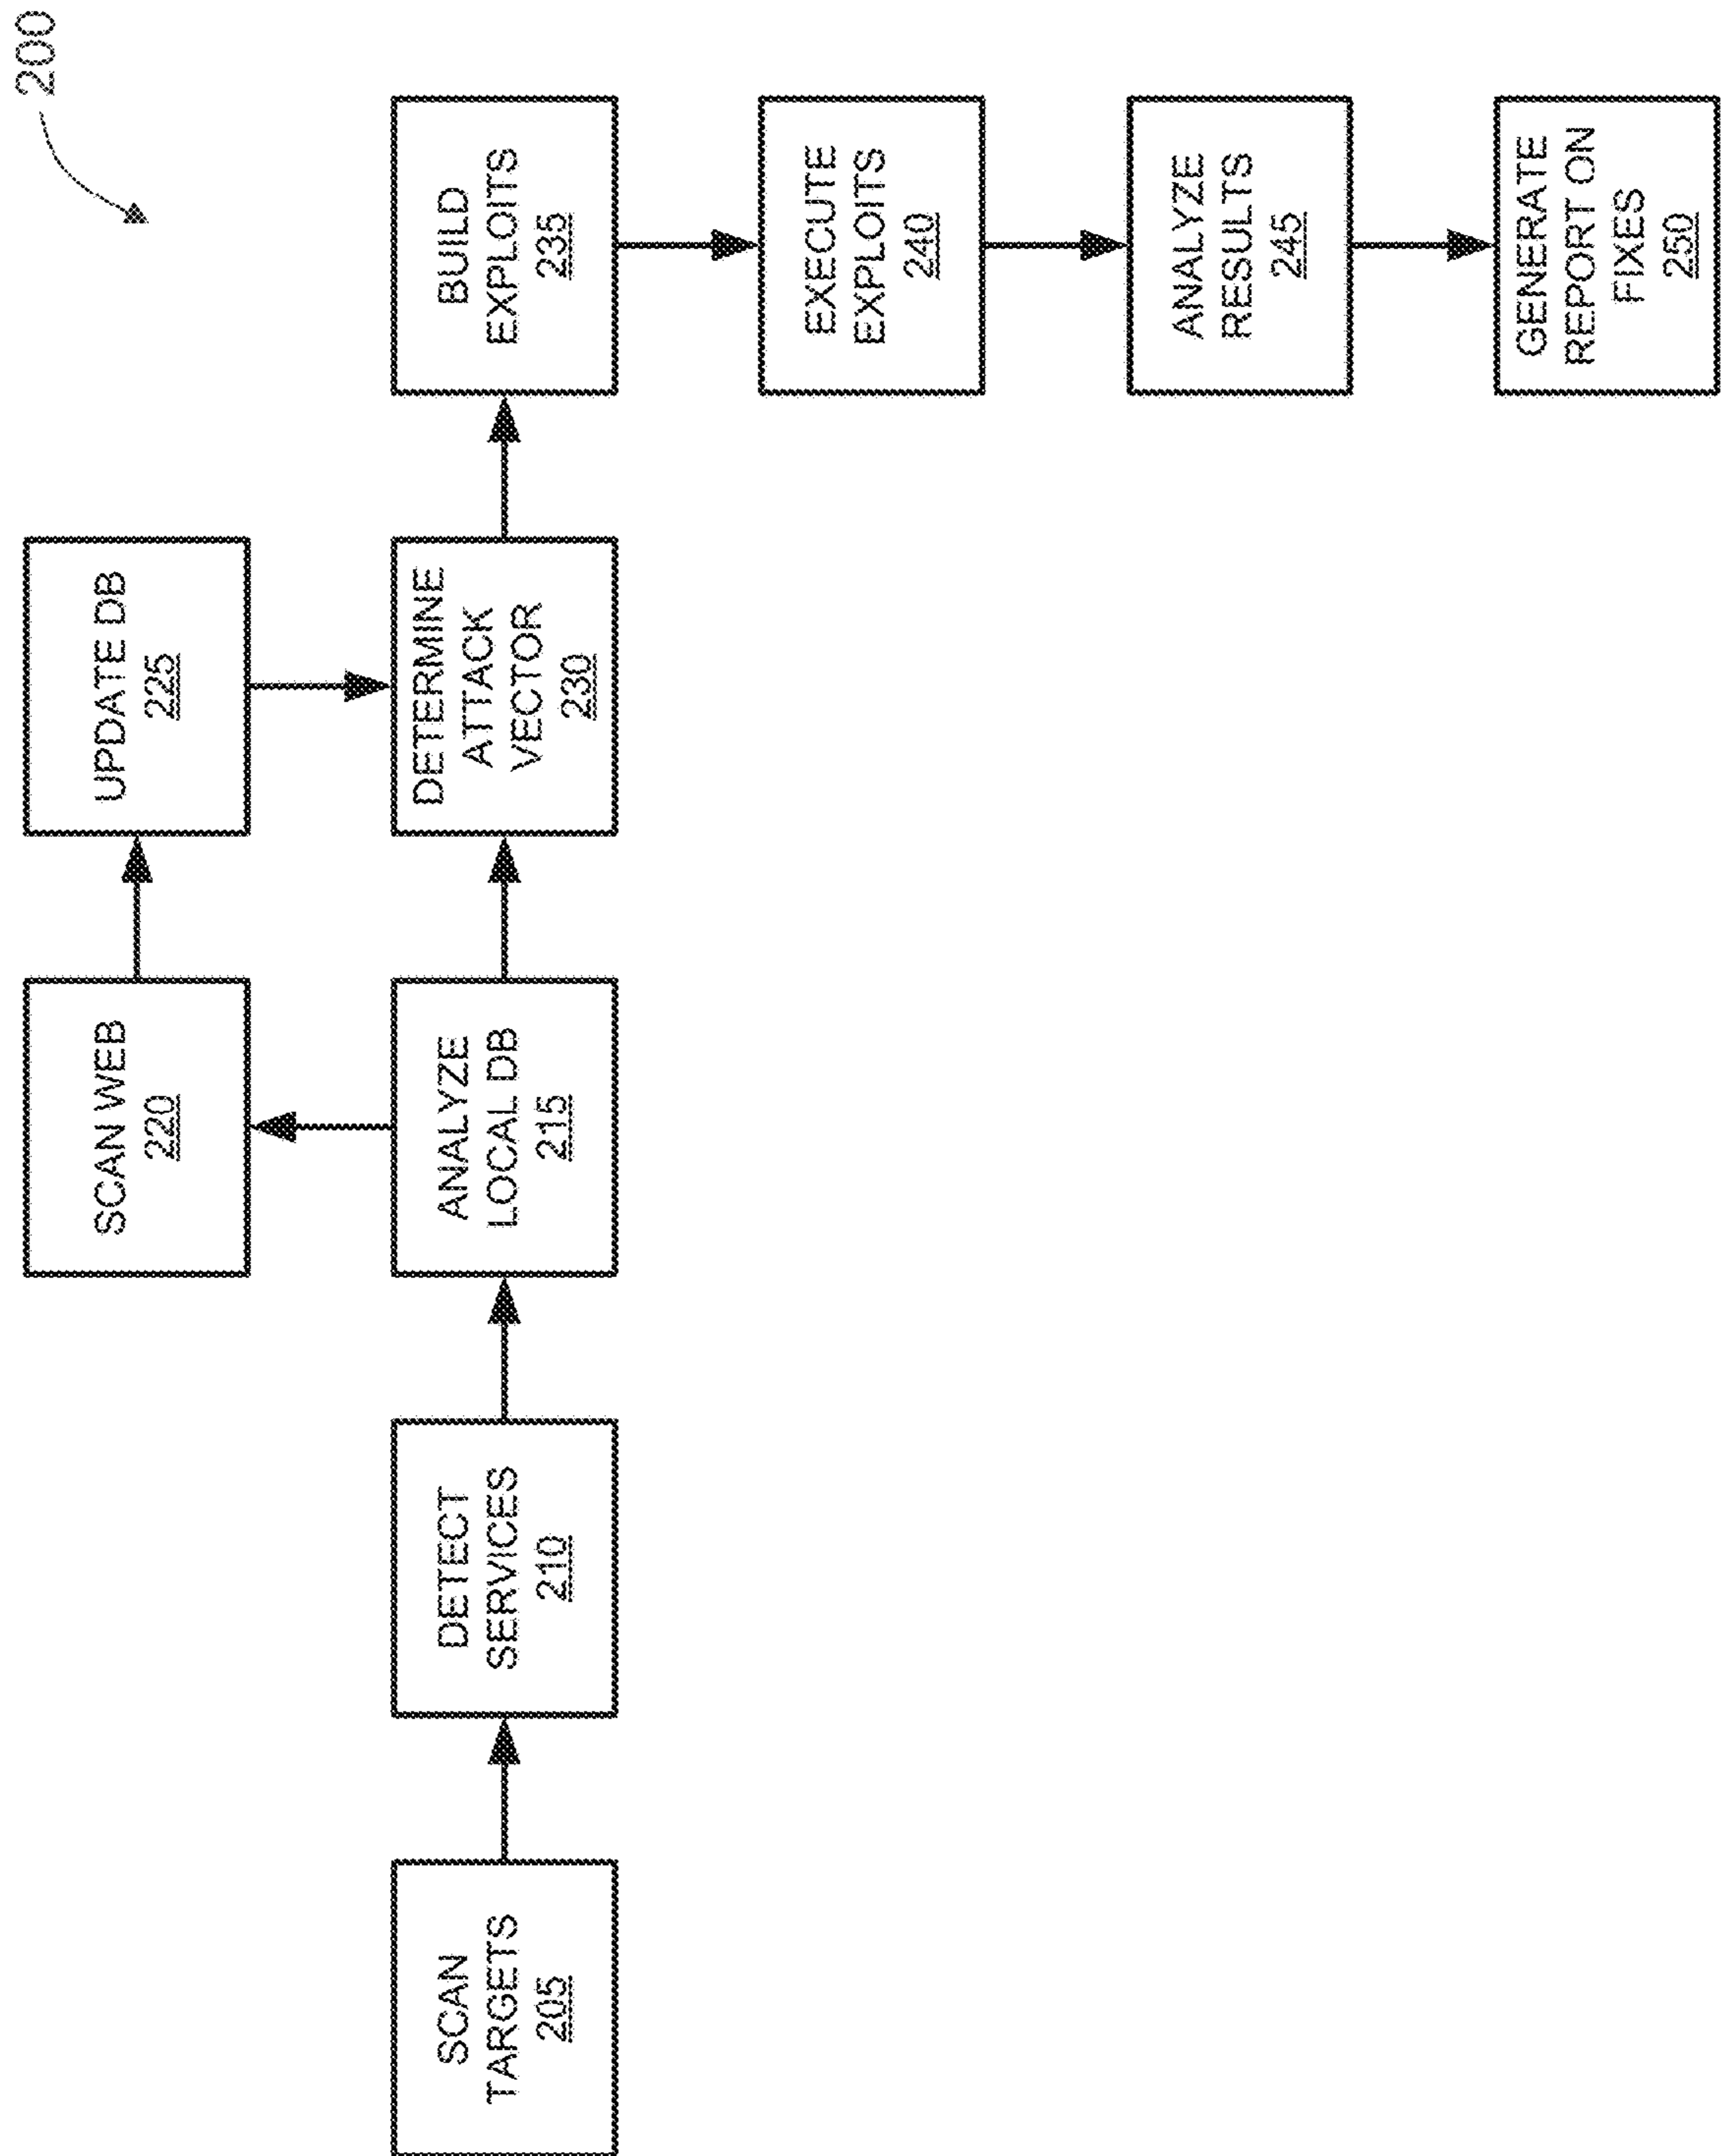 200
SCAN
TARGETS
205
DETECT
SERVICES
210
ANALYZE
LOCAL DB
215
SCAN WEB
220
UPDATE DB
225
DETERMINE
ATTACK
VECTOR
230
BUILD
EXPLOITS
235
EXECUTE
EXPLOITS
240
ANALYZE
RESULTS
245
GENERATE
REPORT ON
FIXES
250